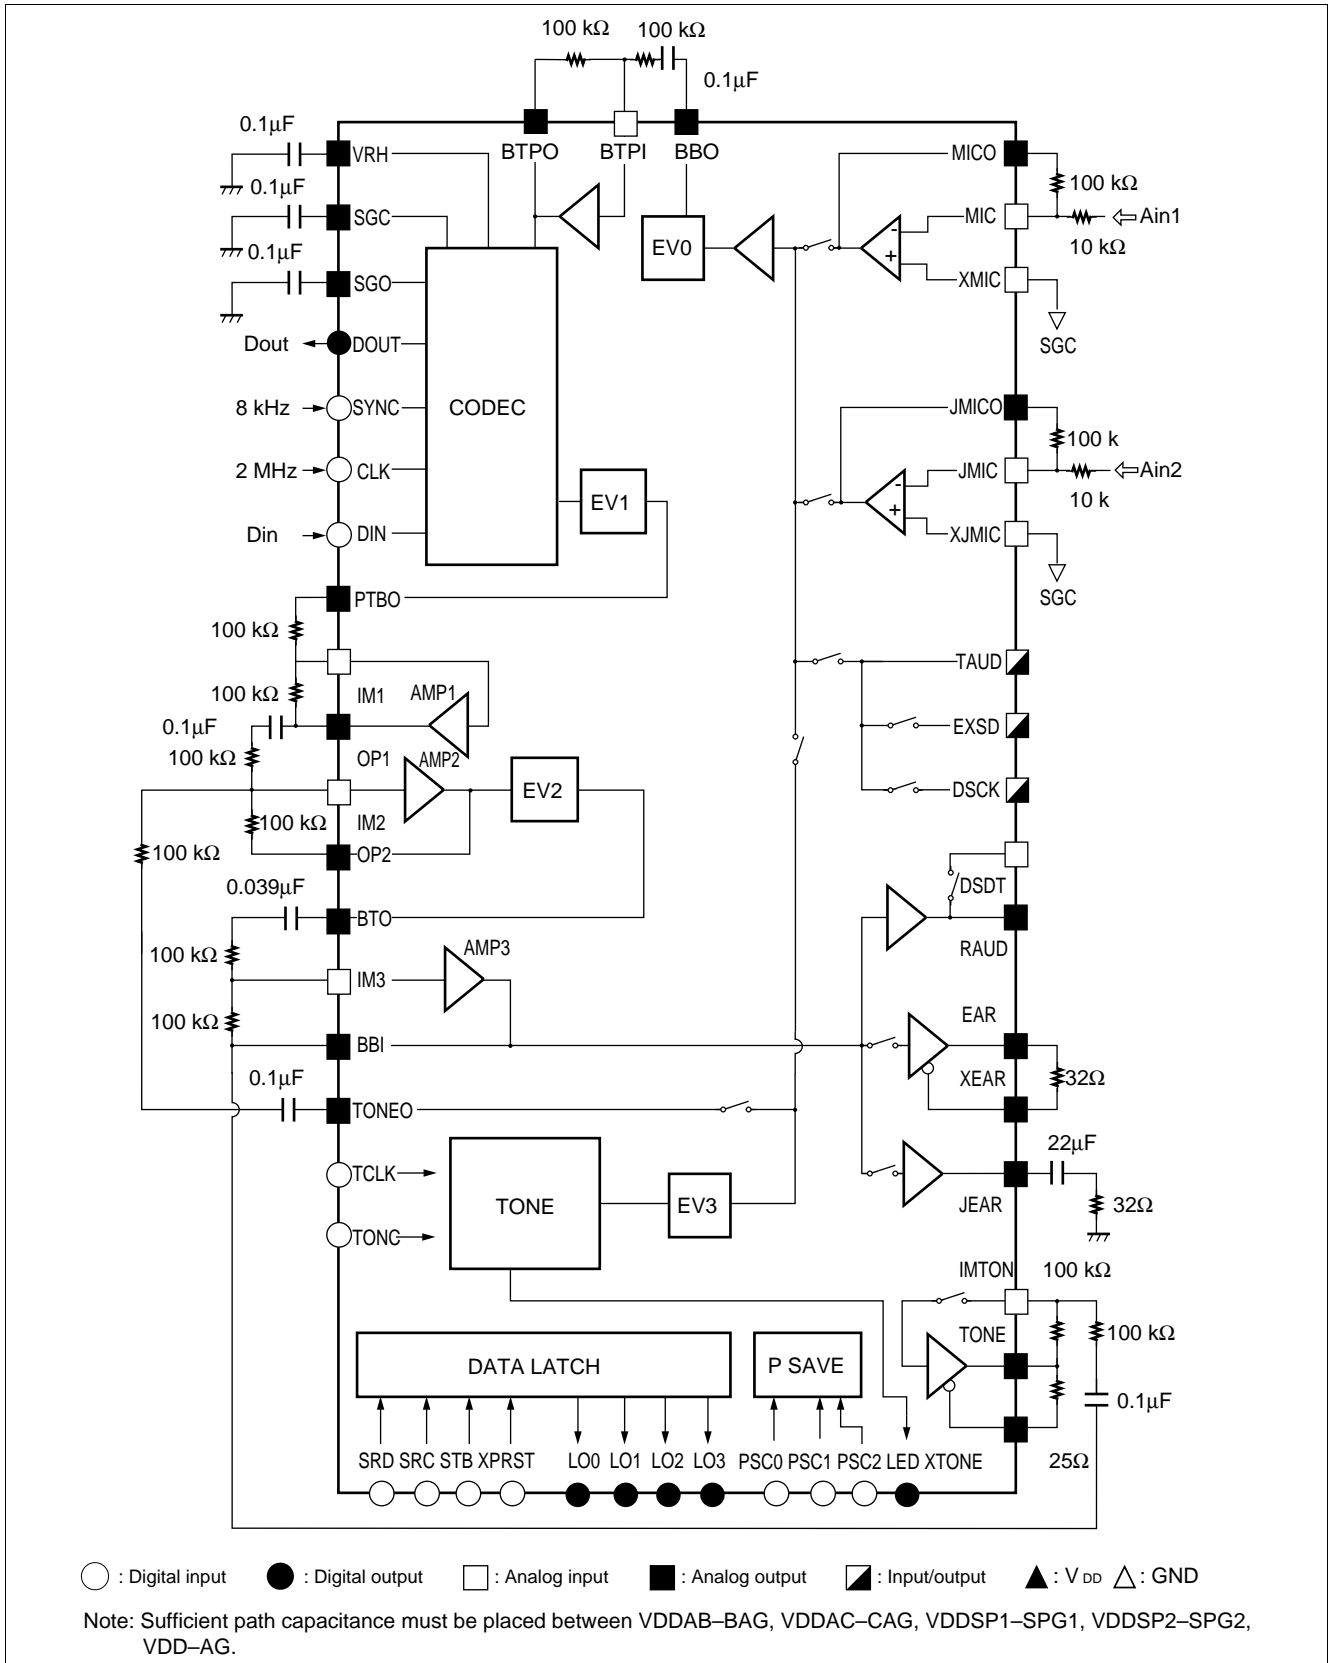 100 kΩ 100 kΩ
0.1µF
0.1µF
BTPO BTPI BBO
VRH
MICO
0.1µF
100 kΩ
SGC
EV0
MIC
Ain1
-
+
10 kΩ
0.1µF
SGO
XMIC
Dout
DOUT
SGC
8 kHz
SYNC
CODEC
JMICO
100 k
2 MHz
CLK
JMIC
Ain2
EV1
-
+
10 k
Din
DIN
XJMIC
PTBO
SGC
100 kΩ
TAUD
100 kΩ
IM1
AMP1
0.1µF
EXSD
100 kΩ
OP1
AMP2
EV2
DSCK
100 kΩ
IM2
100 kΩ
OP2
0.039µF
DSDT
BTO
100 kΩ
AMP3
RAUD
IM3
100 kΩ
EAR
BBI
0.1µF
XEAR
32Ω
TONEO
22µF
TCLK
TONE
EV3
JEAR
32Ω
TONC
IMTON
100 kΩ
TONE
100 kΩ
DATA LATCH
P SAVE
0.1µF
SRD SRC STB XPRST LO0 LO1 LO2 LO3 PSC0 PSC1 PSC2 LED XTONE
25Ω
: Digital input : Digital output : Analog input : Analog output : Input/output : VDD : GND
Note: Sufficient path capacitance must be placed between VDDAB–BAG, VDDAC–CAG, VDDSP1–SPG1, VDDSP2–SPG2,
VDD–AG.